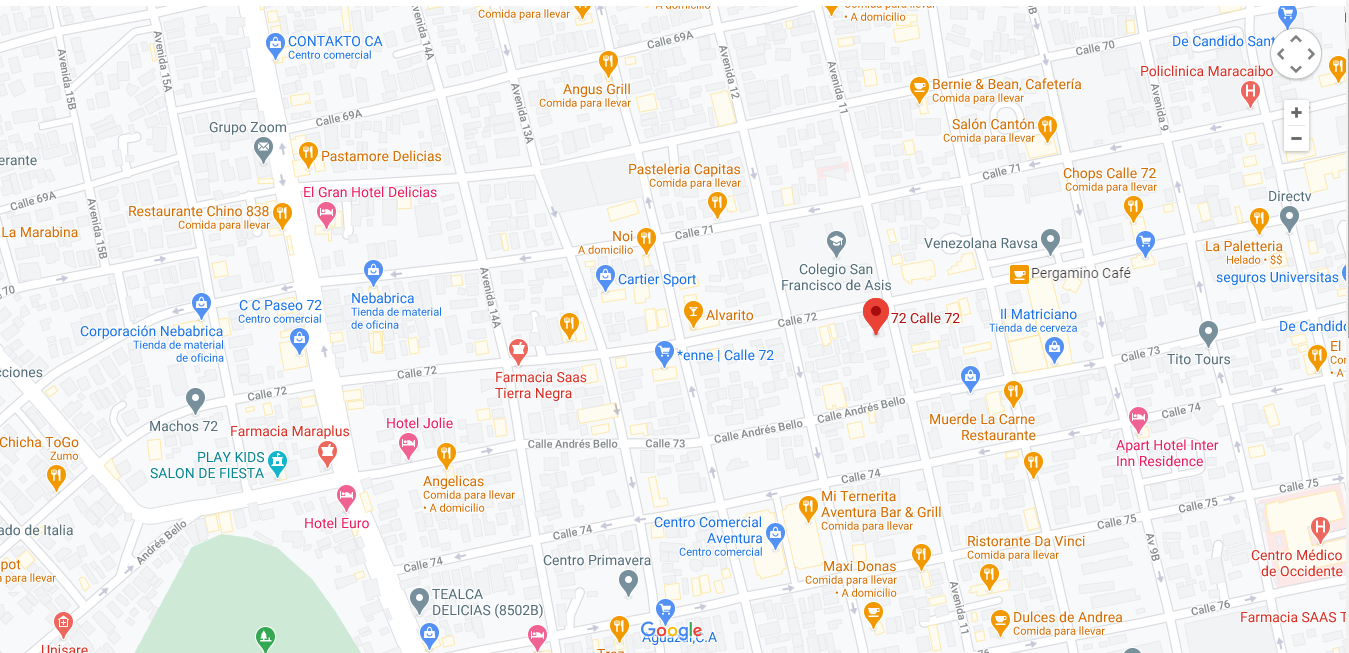 Comida para llevar
A domicilio
• A domicilio
Avenida 15B
Avenida 15A
Avenida 14A
CONTAKTO CA
Centro comercial
Calle 69A
Calle 70
De Candido Sant
Policlinica Maracaibo
Angus Grill
Comida para llevar
Avenida 13A
Avenida 12
Avenida 11
Bernie & Bean, Cafetería
Comida para llevar
Avenida 9
Calle 69A
Grupo Zoom
Salón Cantón
Comida para llevar
erante
Pastamore Delicias
Pasteleria Capitas
Comida para llevar
Calle 71
Chops Calle 72
Comida para llevar
El Gran Hotel Delicias
Directv
Calle 69A
Avenida 15B
Restaurante Chino 838
Comida para llevar
La Marabina
Noi
A domicilio
Calle 71
Venezolana Ravsa
La Paletteria
Helado • $$
Colegio San
Francisco de Asis
Pergamino Café
seguros Universitas
Cartier Sport
70
Avenida 14A
Nebabrica
Tienda de material
de oficina
C C Paseo 72
Centro comercial
Alvarito
Calle 72
72 Calle 72
Il Matriciano
Tienda de cerveza
Corporación Nebabrica
Tienda de material
de oficina
De Candido
El
Cor
• A
Tito Tours
Calle 73
*enne | Calle 72
cciones
Calle 72
Farmacia Saas
Tierra Negra
Calle 72
Calle Andrés Bello
Calle 74
Machos 72
Hotel Jolie
Muerde La Carne
Restaurante
Farmacia Maraplus
Calle Andrés Bello
Calle Andrés Bello
Calle 73
Chicha ToGo
Zumo
Apart Hotel Inter
Inn Residence
PLAY KIDS
SALON DE FIESTA
Calle 74
Angelicas
Comida para llevar
• A domicilio
Calle 75
Mi Ternerita
Aventura Bar & Grill
Comida para llevar
Calle 75
Hotel Euro
Centro Comercial
Aventura
Centro comercial
Calle 75
ado de Italia
Andrés Bello
Calle 74
Ristorante Da Vinci
Comida para llevar
Av 9B
Centro Médico
de Occidente
Calle 74
Centro Primavera
pot
a para llevar
Maxi Donas
Comida para llevar
• A domicilio
Avenida 11
TEALCA
DELICIAS (8502B)
Calle 76
Dulces de Andrea
Comida para llevar
Farmacia SAAS T
Google
Unisare